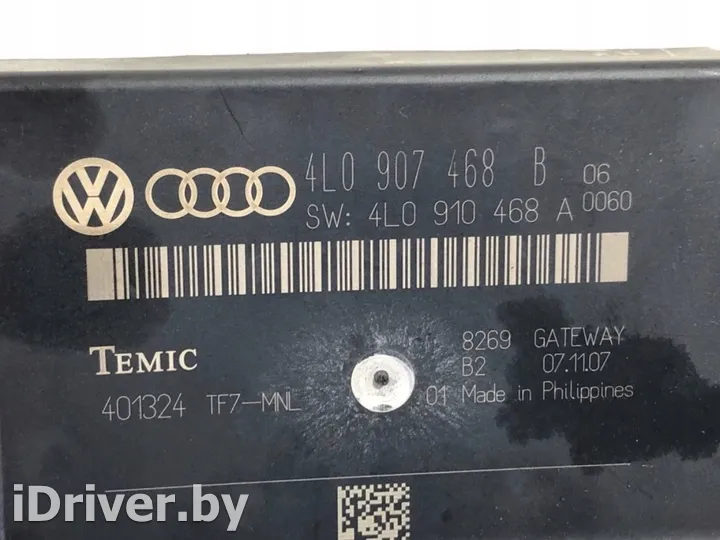 4L0 907 468 B 06
SW: 4L0 910 468 A 0060
TEMIC
8269 GATEWAY
B2 07.11.07
401324 TF7-MNL
01 Made in Philippines
iDriver.by